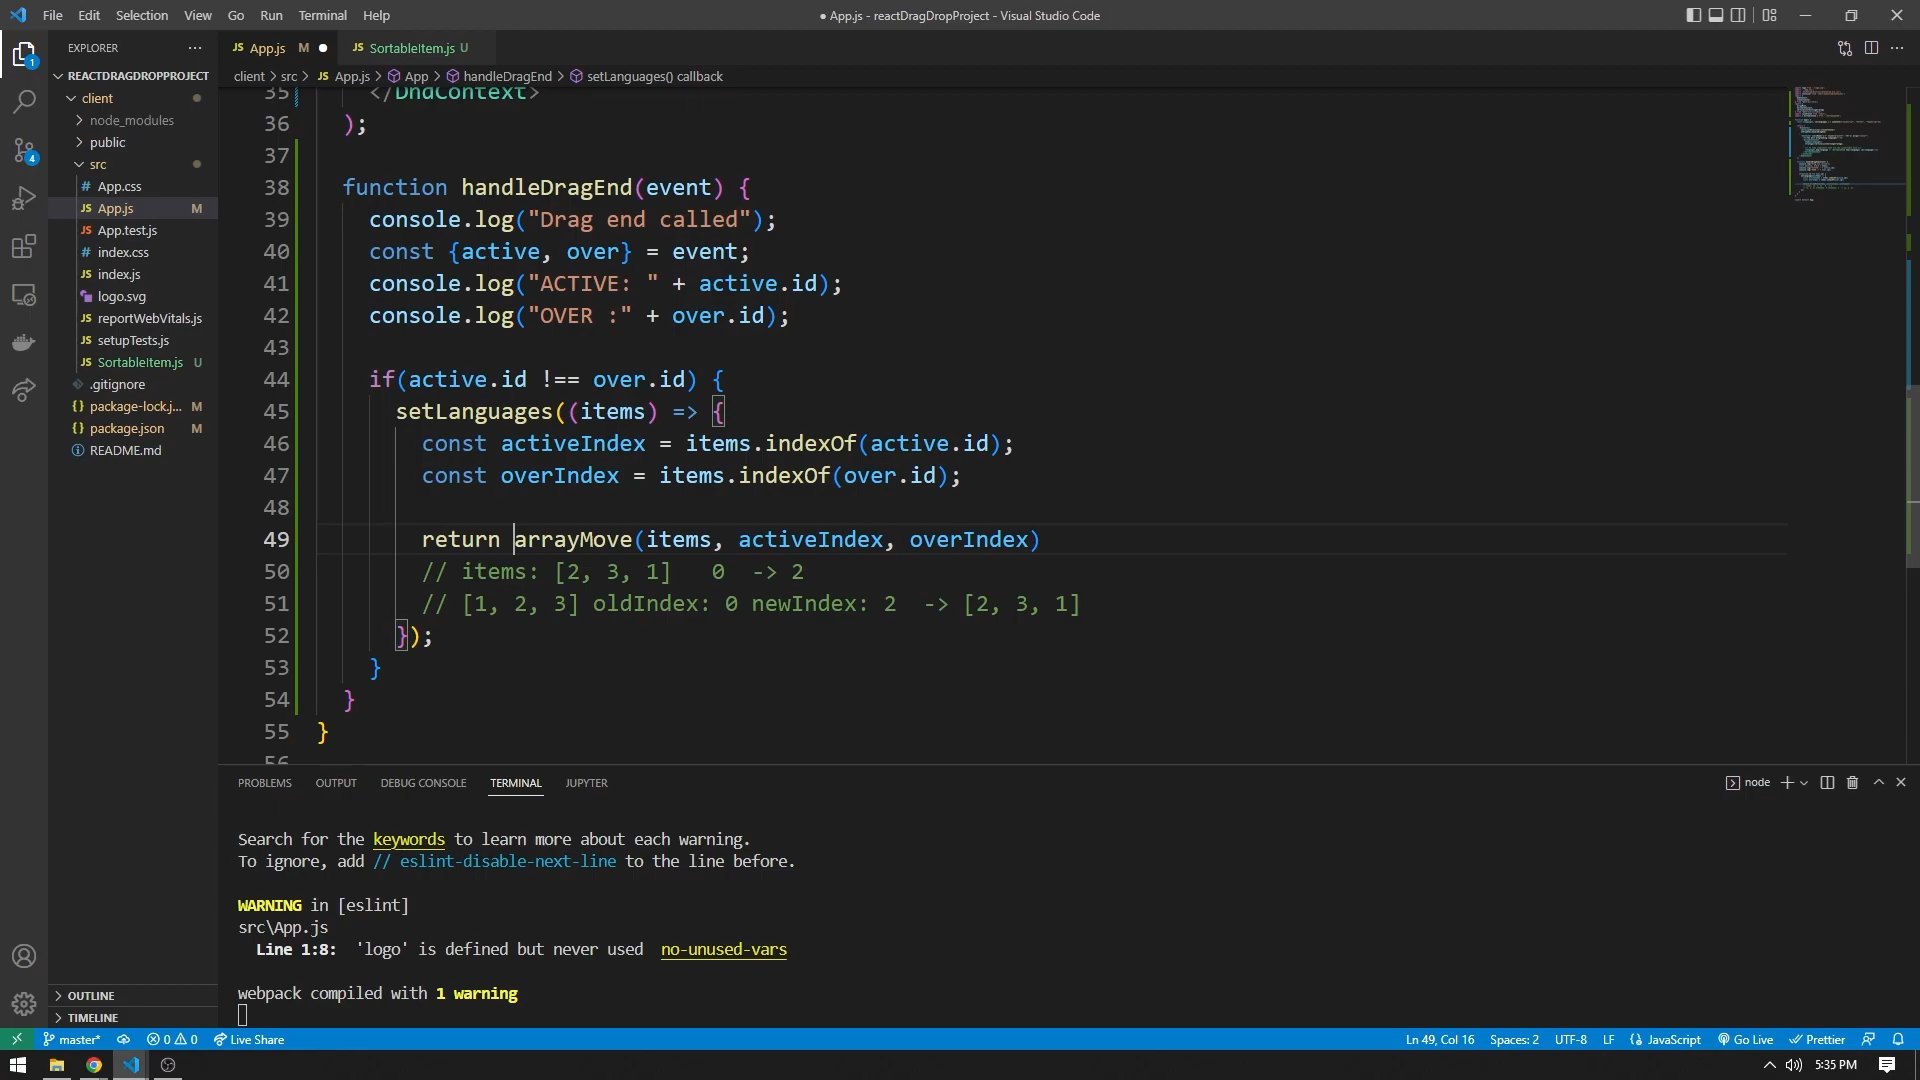 File Edit Selection View Go Run Terminal Help
● App.js - reactDragDropProject - Visual Studio Code
EXPLORER
REACTDRAGDROPPROJECT
client
node_modules
public
src
# App.css
JS App.js M
JS App.test.js
# index.css
JS index.js
logo.svg
JS reportWebVitals.js
JS setupTests.js
JS SortableItem.js U
.gitignore
{} package-lock.j... M
{} package.json M
README.md
OUTLINE
TIMELINE
1
4
JS App.js M ●
JS SortableItem.js U
client > src > JS App.js > App > handleDragEnd > setLanguages() callback
35 </DndContext>
36 );
37
38 function handleDragEnd(event) {
39 console.log("Drag end called");
40 const {active, over} = event;
41 console.log("ACTIVE: " + active.id);
42 console.log("OVER :" + over.id);
43
44 if(active.id !== over.id) {
45 setLanguages((items) => {
46 const activeIndex = items.indexOf(active.id);
47 const overIndex = items.indexOf(over.id);
48
49 return arrayMove(items, activeIndex, overIndex)
50 // items: [2, 3, 1] 0 -> 2
51 // [1, 2, 3] oldIndex: 0 newIndex: 2 -> [2, 3, 1]
52 });
53 }
54 }
55 }
56
PROBLEMS OUTPUT DEBUG CONSOLE TERMINAL JUPYTER
node
Search for the keywords to learn more about each warning.
To ignore, add // eslint-disable-next-line to the line before.
WARNING in [eslint]
src\App.js
Line 1:8: 'logo' is defined but never used no-unused-vars
webpack compiled with 1 warning
master* 0 0 Live Share
Ln 49, Col 16 Spaces: 2 UTF-8 LF {} JavaScript Go Live Prettier
5:35 PM